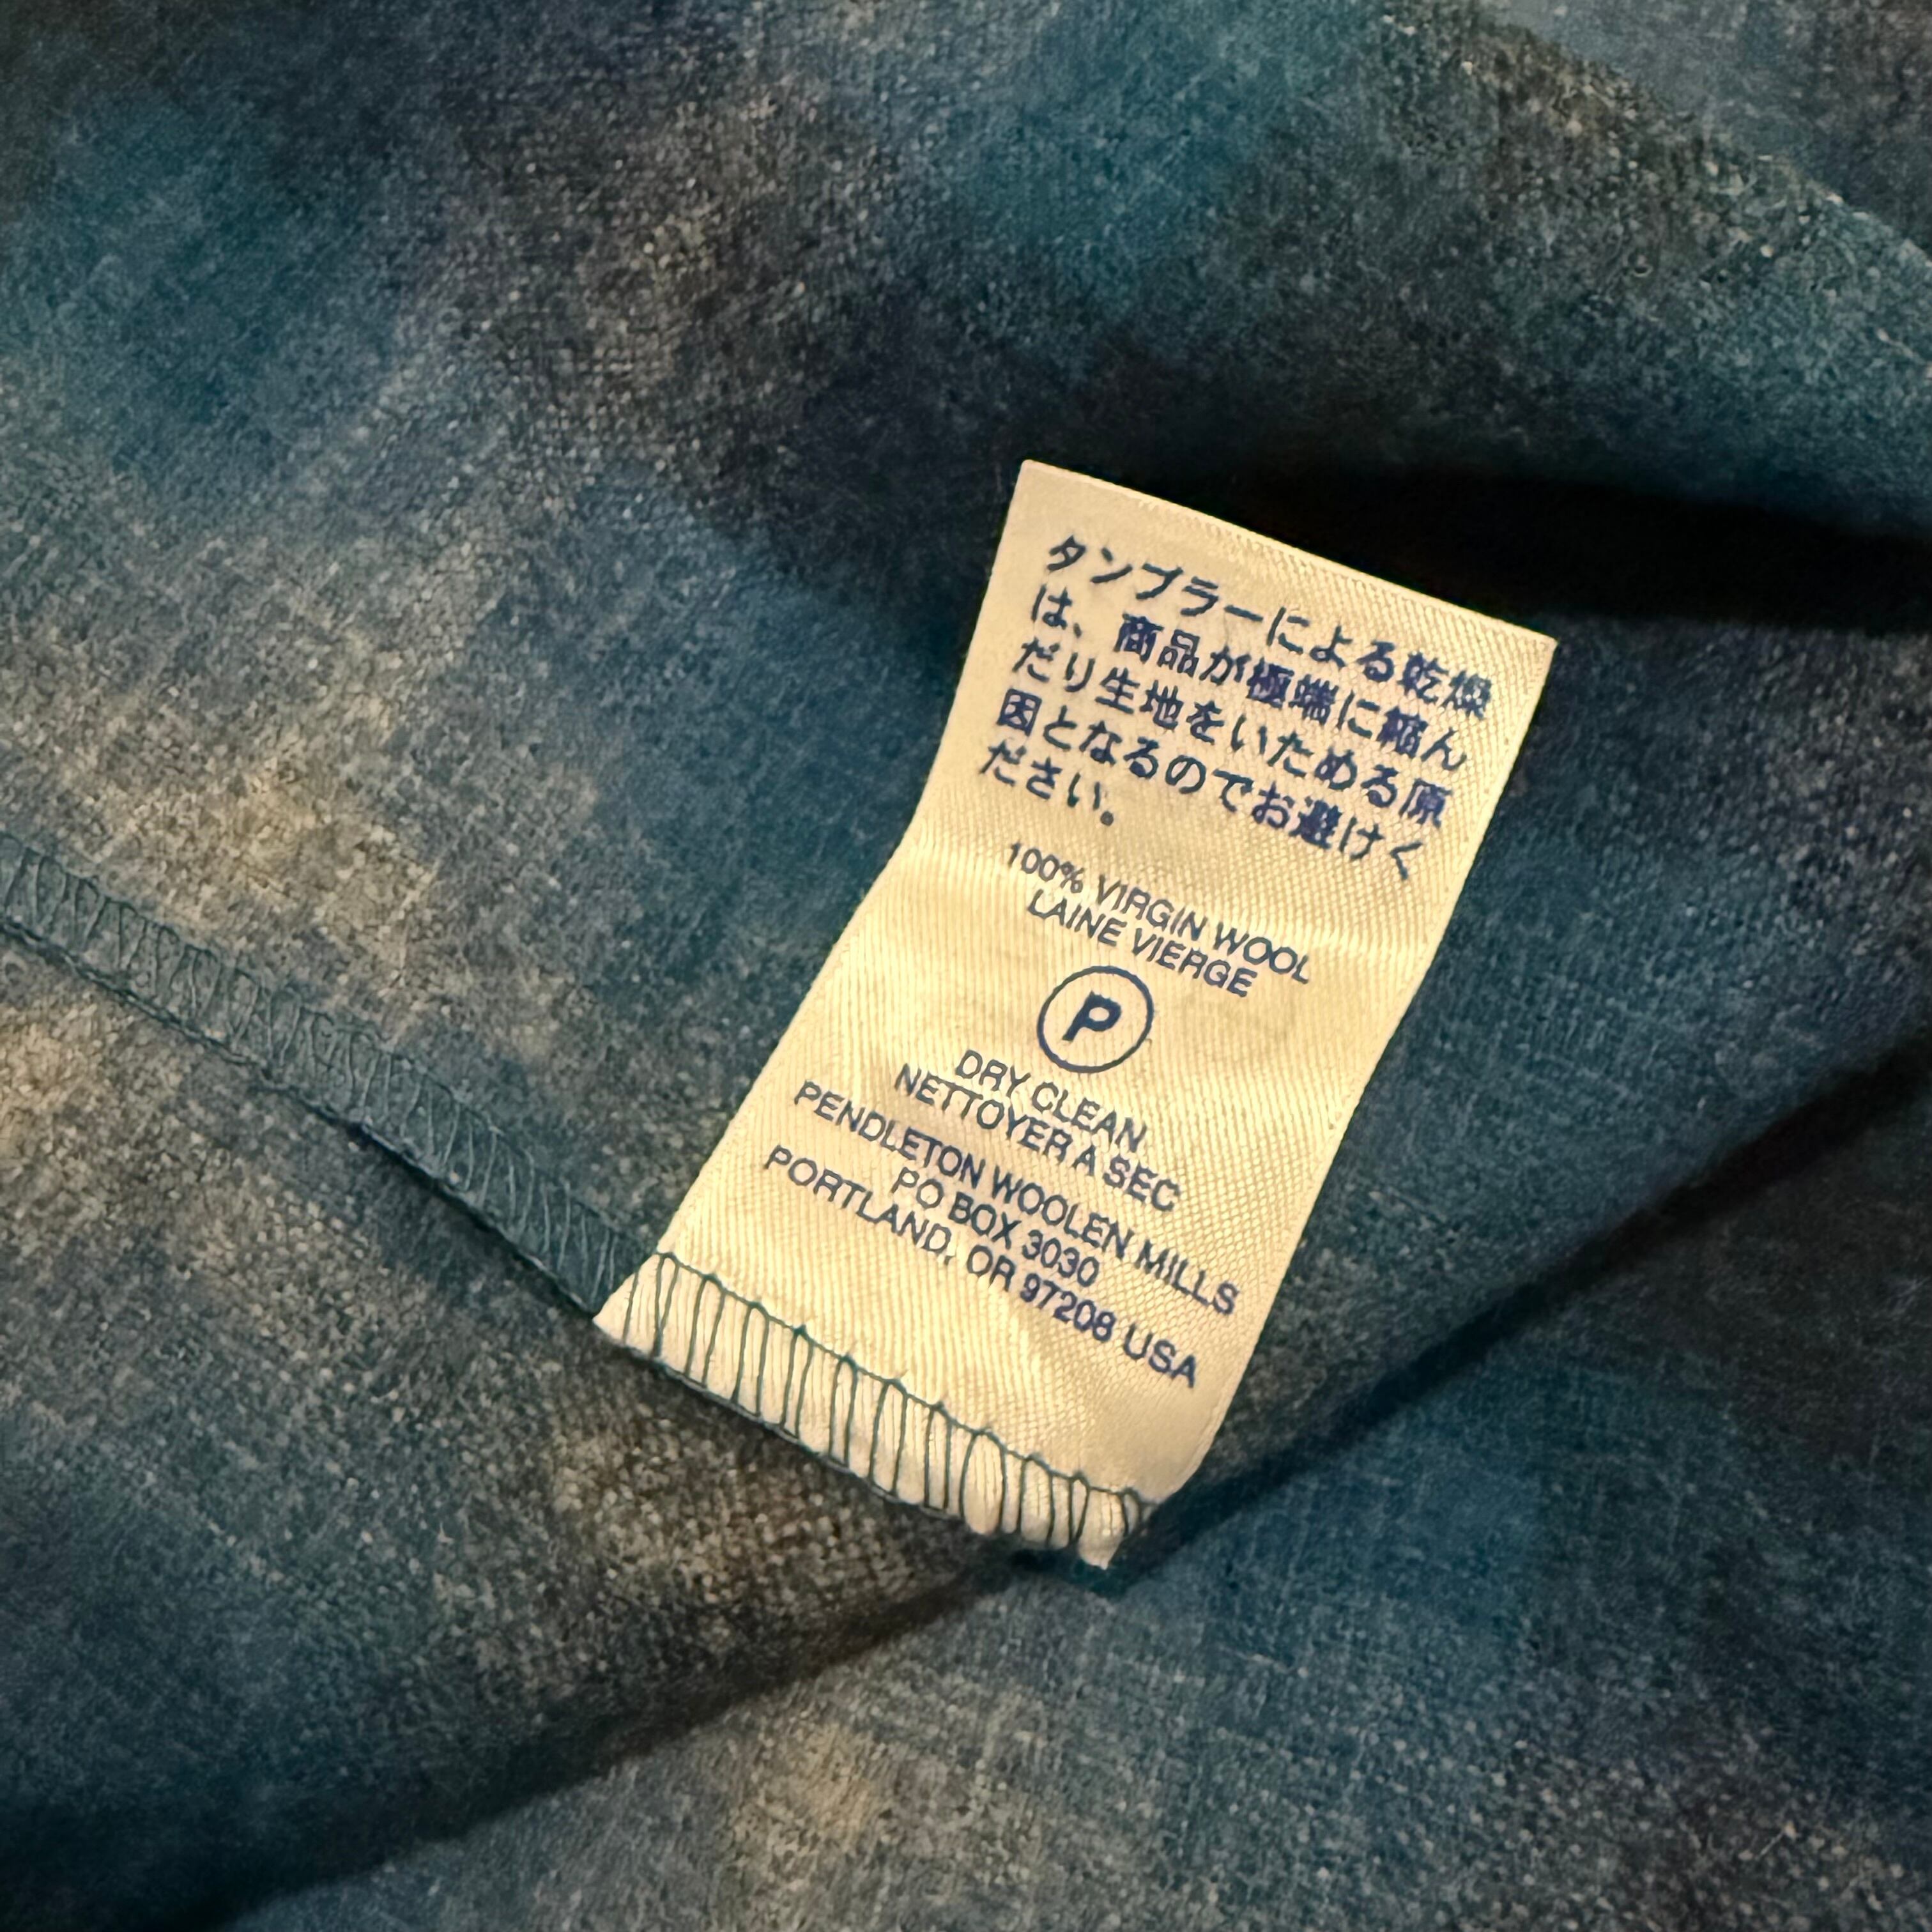 タンブラーによる乾燥
は、商品が極端に縮ん
だり生地をいためる原
因となるのでお避けく
ださい。
100% VIRGIN WOOL
LAINE VIERGE
P
DRY CLEAN
NETTOYER A SEC
PENDLETON WOOLEN MILLS
PO BOX 3030
PORTLAND, OR 97208 USA